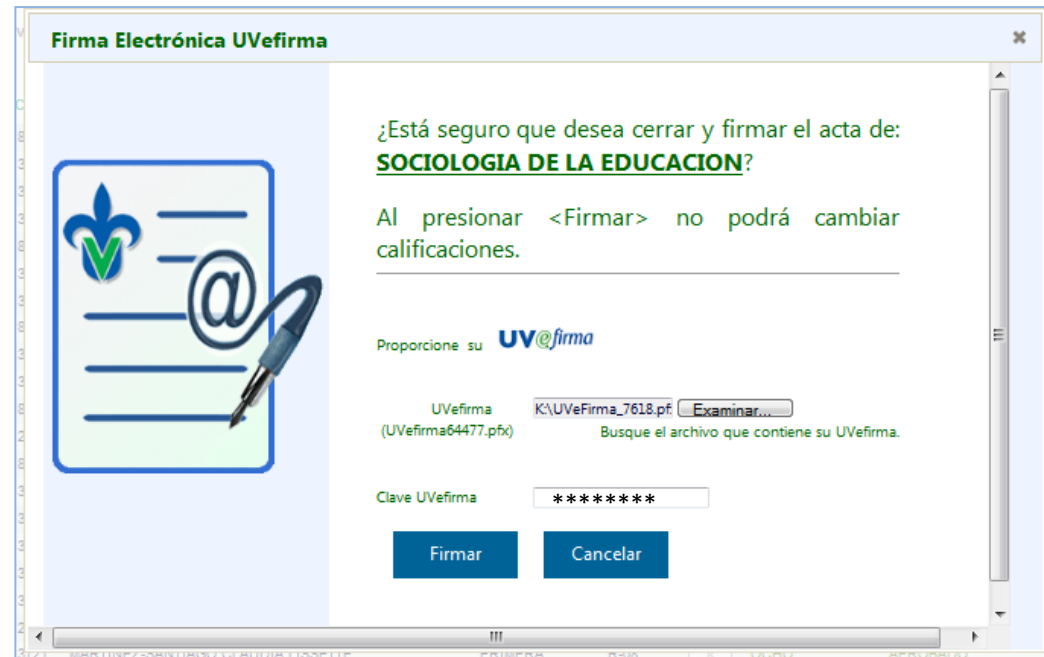 Firma Electrónica UVefirma
¿Está seguro que desea cerrar y firmar el acta de:
SOCIOLOGIA DE LA EDUCACION?
Al presionar <Firmar> no podrá cambiar
calificaciones.
Proporcione su UV@firma
UVefirma
(UVefirma64477.pfx)
K:\UVeFirma_7618.pf Examinar...
Busque el archivo que contiene su UVefirma.
Clave UVefirma ********
Firmar Cancelar